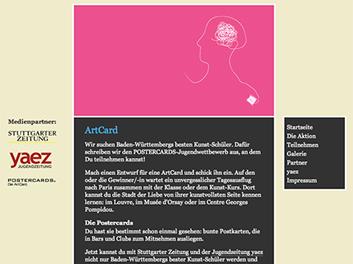 Medienpartner:
STUTTGARTER
ZEITUNG
yaez
JUGENDZEITUNG
POSTERCARDS.
Die ArtCard
ArtCard
Wir suchen Baden-Württembergs besten Kunst-Schüler. Dafür
schreiben wir den POSTERCARDS-Jugendwettbewerb aus, an dem
Du teilnehmen kannst!
Mach einen Entwurf für eine ArtCard und schick ihn ein. Auf den
oder die Gewinner/-in wartet ein unvergesslicher Tagesausflug
nach Paris zusammen mit der Klasse oder dem Kunst-Kurs. Dort
kannst du die Stadt der Liebe von ihrer kunstvollsten Seite kennen
lernen: im Louvre, im Musée d'Orsay oder im Centre Georges
Pompidou.
Die Postercards
Du hast sie bestimmt schon einmal gesehen: bunte Postkarten, die
in Bars und Clubs zum Mitnehmen ausliegen.
Jetzt kannst du mit Stuttgarter Zeitung und der Jugendzeitung yaez
nicht nur Baden-Württembergs bester Kunst-Schüler werden und
Startseite
Die Aktion
Teilnehmen
Galerie
Partner
yaez
Impressum